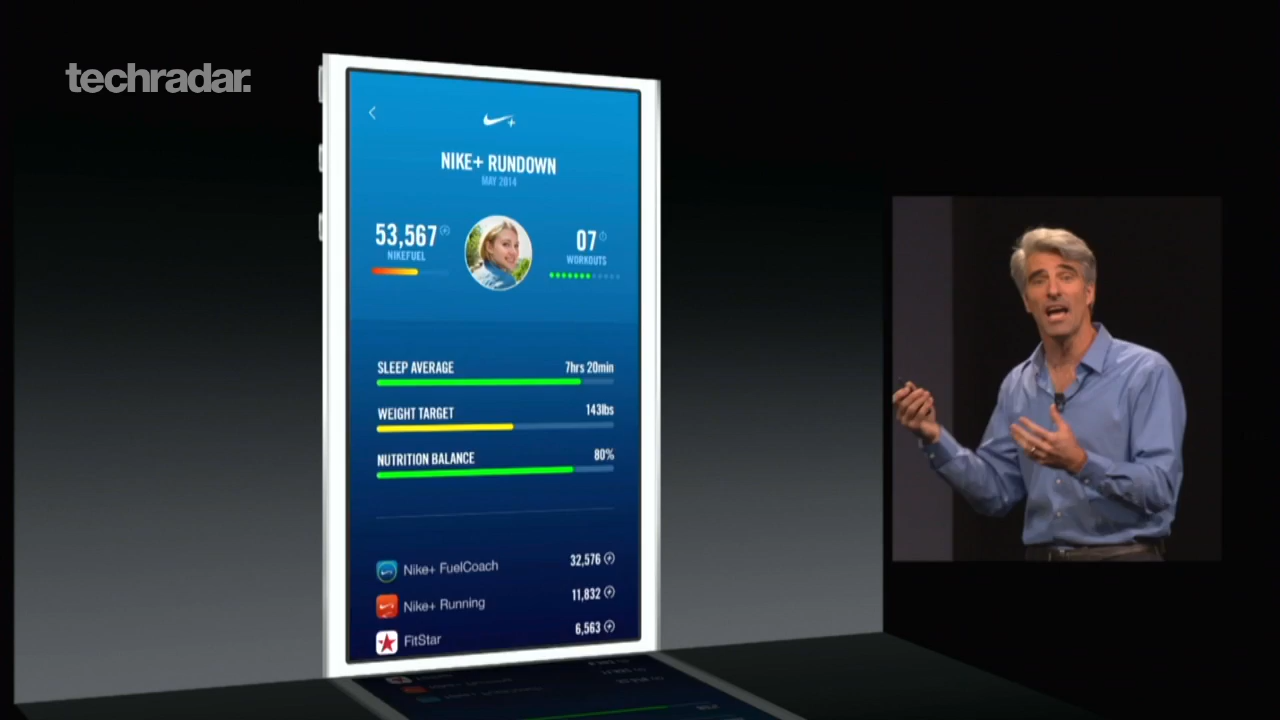 techradar.
NIKE+ RUNDOWN
MAY 2014
53,567
NIKEFUEL
07
WORKOUTS
SLEEP AVERAGE 7hrs 20min
WEIGHT TARGET 143lbs
NUTRITION BALANCE 80%
Nike+ FuelCoach 32,576
Nike+ Running 11,832
FitStar 6,563